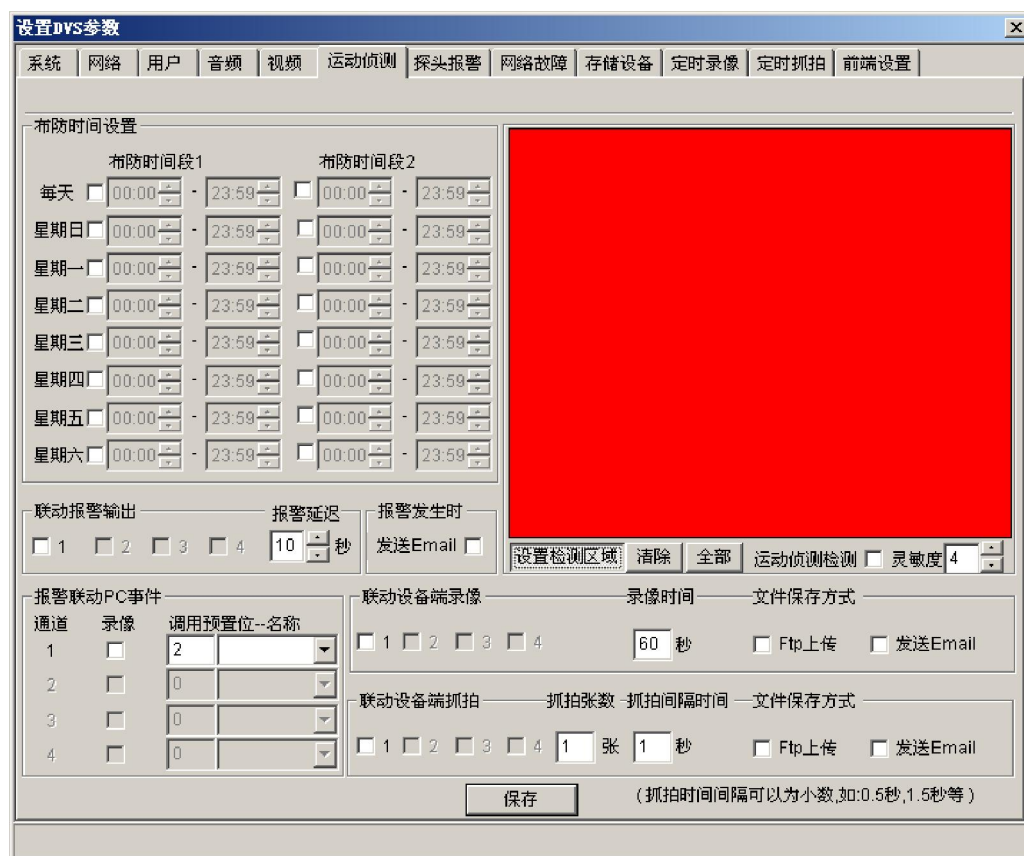 设置DVS参数
系统 网络 用户 音频 视频 运动侦测 探头报警 网络故障 存储设备 定时录像 定时抓拍 前端设置
布防时间设置
布防时间段1 布防时间段2
每天 00:00 - 23:59 00:00 - 23:59
星期日 00:00 - 23:59 00:00 - 23:59
星期一 00:00 - 23:59 00:00 - 23:59
星期二 00:00 - 23:59 00:00 - 23:59
星期三 00:00 - 23:59 00:00 - 23:59
星期四 00:00 - 23:59 00:00 - 23:59
星期五 00:00 - 23:59 00:00 - 23:59
星期六 00:00 - 23:59 00:00 - 23:59
联动报警输出 报警延迟 报警发生时
1 2 3 4 10 秒 发送Email
设置检测区域 清除 全部 运动侦测检测 灵敏度 4
报警联动PC事件
通道 录像 调用预置位--名称
1 2
2 0
3 0
4 0
联动设备端录像 录像时间 文件保存方式
1 2 3 4 60 秒 Ftp上传 发送Email
联动设备端抓拍 抓拍张数 抓拍间隔时间 文件保存方式
1 2 3 4 1 张 1 秒 Ftp上传 发送Email
保存 (抓拍时间间隔可以为小数,如:0.5秒,1.5秒等)